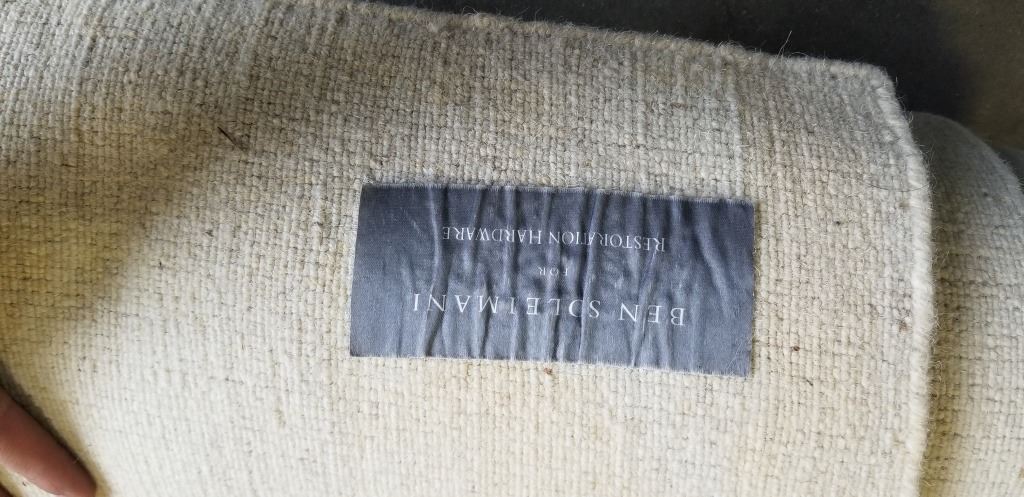 BEN SOLEIMANI
FOR
RESTORATION HARDWARE